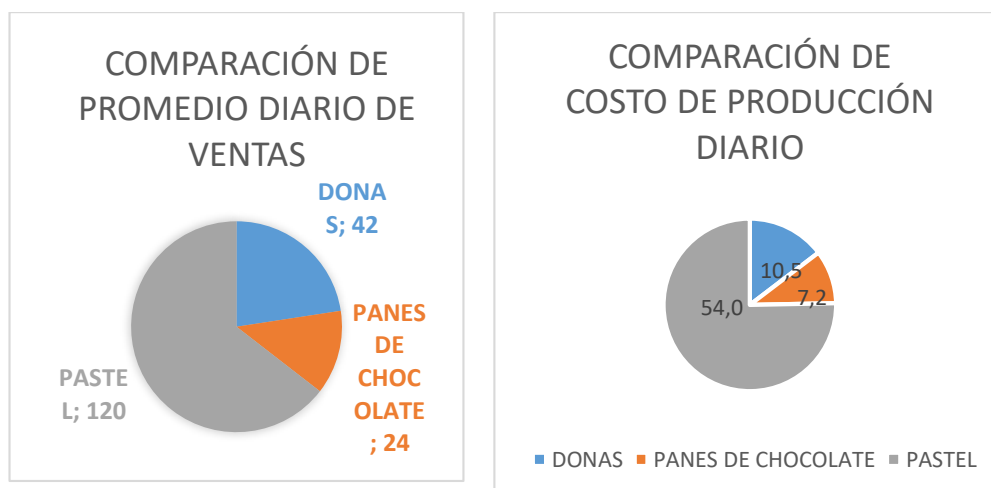 COMPARACIÓN DE
PROMEDIO DIARIO DE
VENTAS
DONA
S; 42
PANES
DE
CHOC
OLATE
; 24
PASTE
L; 120
COMPARACIÓN DE
COSTO DE PRODUCCIÓN
DIARIO
10,5
7,2
54,0
DONAS PANES DE CHOCOLATE PASTEL